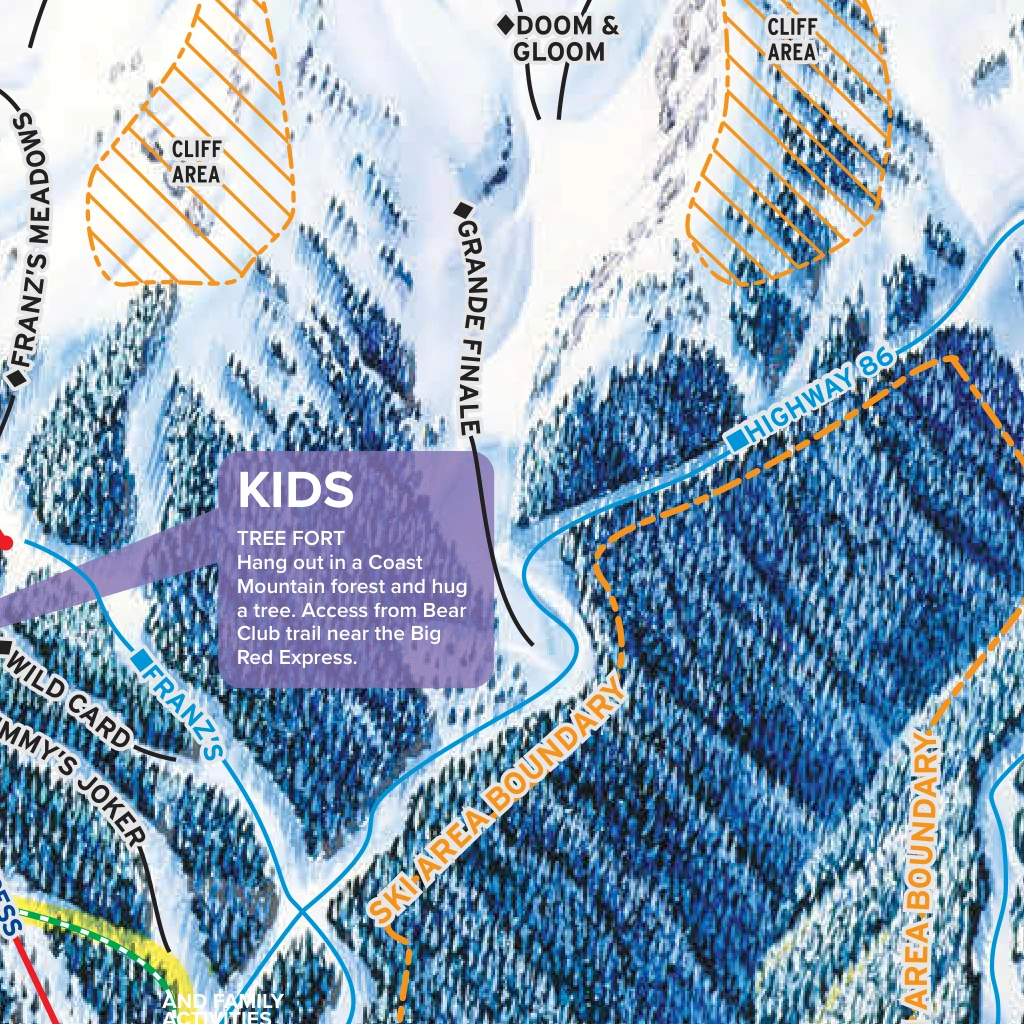 ◆DOOM &
GLOOM
CLIFF
AREA
CLIFF
AREA
◆FRANZ'S MEADOWS
◆GRANDE FINALE
■HIGHWAY 86
KIDS
TREE FORT
Hang out in a Coast
Mountain forest and hug
a tree. Access from Bear
Club trail near the Big
Red Express.
■FRANZ'S
◆WILD CARD
MMY'S JOKER
SKI AREA BOUNDARY
AREA BOUNDARY
ESS
AND FAMILY
ACTIVITIES